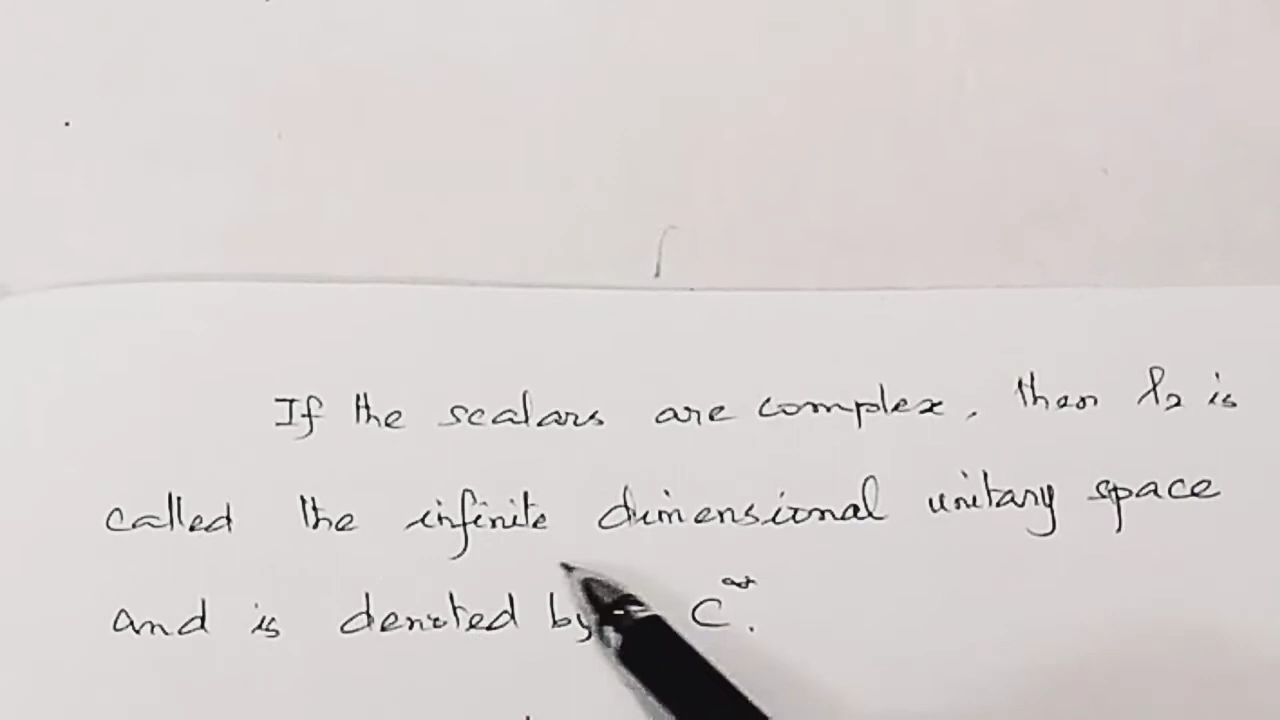 If the scalars are complex, then l₂ is
called the infinite dimensional unitary space
and is denoted by C^∞.